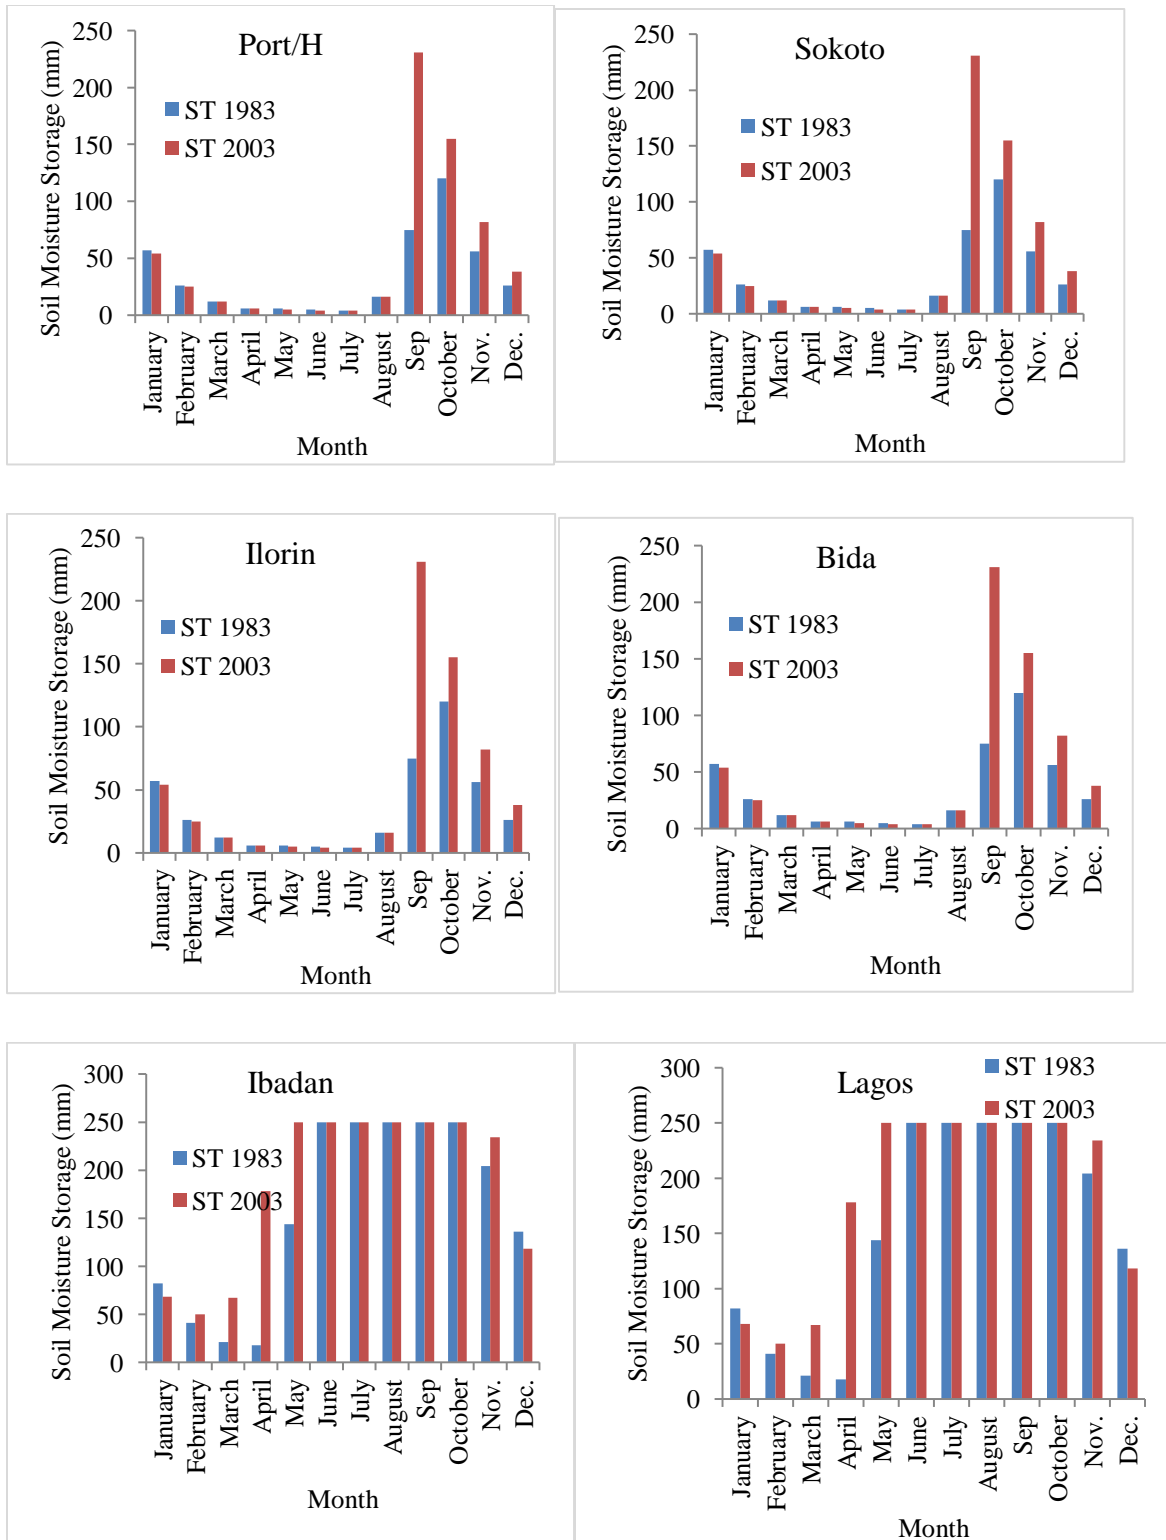 Port/H
Soil Moisture Storage (mm)
250
200
150
100
50
0
ST 1983
ST 2003
January
February
March
April
May
June
July
August
Sep
October
Nov.
Dec.
Month
Sokoto
Soil Moisture Storage (mm)
250
200
150
100
50
0
ST 1983
ST 2003
January
February
March
April
May
June
July
August
Sep
October
Nov.
Dec.
Month
Ilorin
Soil Moisture Storage (mm)
250
200
150
100
50
0
ST 1983
ST 2003
January
February
March
April
May
June
July
August
Sep
October
Nov.
Dec.
Month
Bida
Soil Moisture Storage (mm)
250
200
150
100
50
0
ST 1983
ST 2003
January
February
March
April
May
June
July
August
Sep
October
Nov.
Dec.
Month
Ibadan
Soil Moisture Storage (mm)
300
250
200
150
100
50
0
ST 1983
ST 2003
January
February
March
April
May
June
July
August
Sep
October
Nov.
Dec.
Month
Lagos
Soil Moisture Storage (mm)
300
250
200
150
100
50
0
ST 1983
ST 2003
January
February
March
April
May
June
July
August
Sep
October
Nov.
Dec.
Month